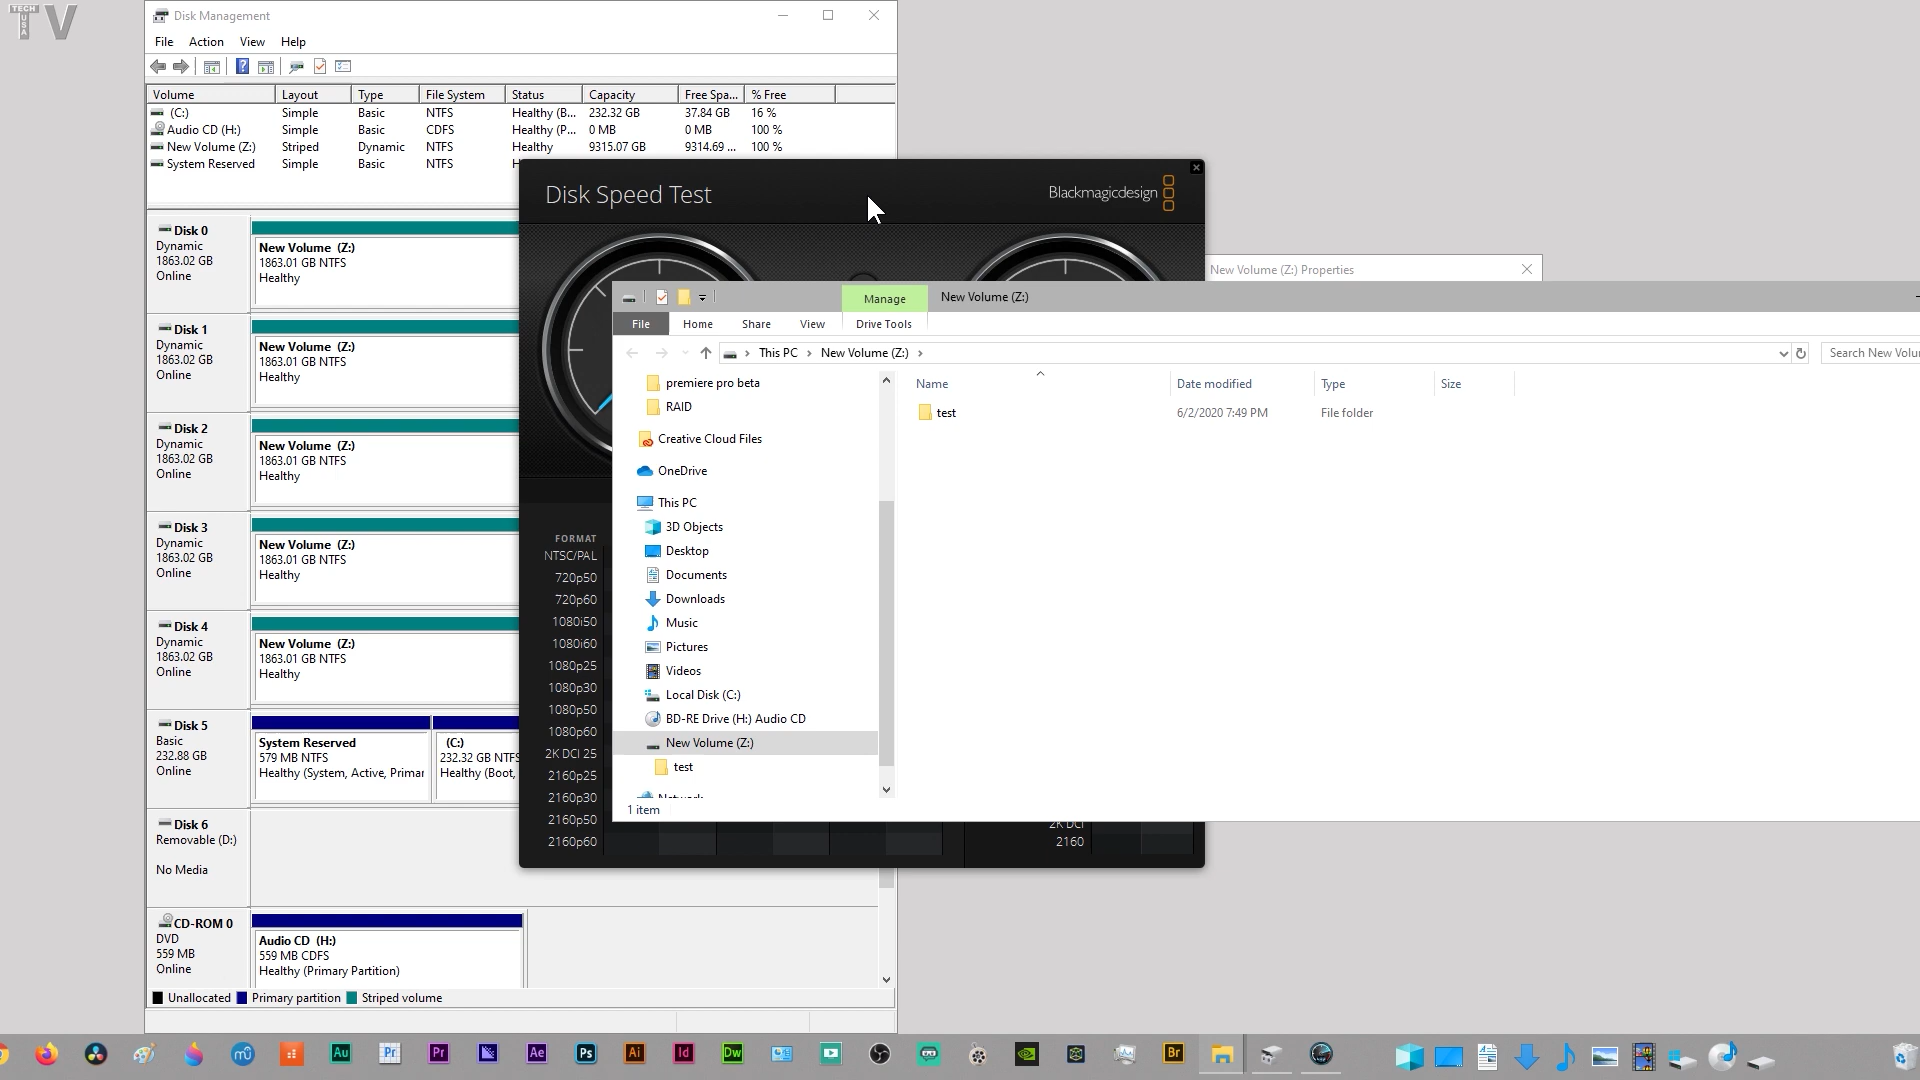 TECH
USA
TV
Disk Management
File Action View Help
Volume Layout Type File System Status Capacity Free Spa... % Free
(C:) Simple Basic NTFS Healthy (B... 232.32 GB 37.84 GB 16 %
Audio CD (H:) Simple Basic CDFS Healthy (P... 0 MB 0 MB 100 %
New Volume (Z:) Striped Dynamic NTFS Healthy 9315.07 GB 9314.69 ... 100 %
System Reserved Simple Basic NTFS
Disk 0
Dynamic
1863.02 GB
Online
New Volume (Z:)
1863.01 GB NTFS
Healthy
Disk 1
Dynamic
1863.02 GB
Online
New Volume (Z:)
1863.01 GB NTFS
Healthy
Disk 2
Dynamic
1863.02 GB
Online
New Volume (Z:)
1863.01 GB NTFS
Healthy
Disk 3
Dynamic
1863.02 GB
Online
New Volume (Z:)
1863.01 GB NTFS
Healthy
Disk 4
Dynamic
1863.02 GB
Online
New Volume (Z:)
1863.01 GB NTFS
Healthy
Disk 5
Basic
232.88 GB
Online
System Reserved
579 MB NTFS
Healthy (System, Active, Primar
(C:)
232.32 GB NTFS
Healthy (Boot,
Disk 6
Removable (D:)
No Media
CD-ROM 0
DVD
559 MB
Online
Audio CD (H:)
559 MB CDFS
Healthy (Primary Partition)
Unallocated Primary partition Striped volume
Disk Speed Test
Blackmagicdesign
FORMAT
NTSC/PAL
720p50
720p60
1080i50
1080i60
1080p25
1080p30
1080p50
1080p60
2K DCI 25
2160p25
2160p30
2160p50
2160p60
2K DCI
2160
New Volume (Z:) Properties
Manage New Volume (Z:)
File Home Share View Drive Tools
This PC New Volume (Z:)
Search New Volu
premiere pro beta
RAID
Creative Cloud Files
OneDrive
This PC
3D Objects
Desktop
Documents
Downloads
Music
Pictures
Videos
Local Disk (C:)
BD-RE Drive (H:) Audio CD
New Volume (Z:)
test
Network
1 item
Name Date modified Type Size
test 6/2/2020 7:49 PM File folder
mû Au Pr Pr Ae Ps Ai Id Dw Br